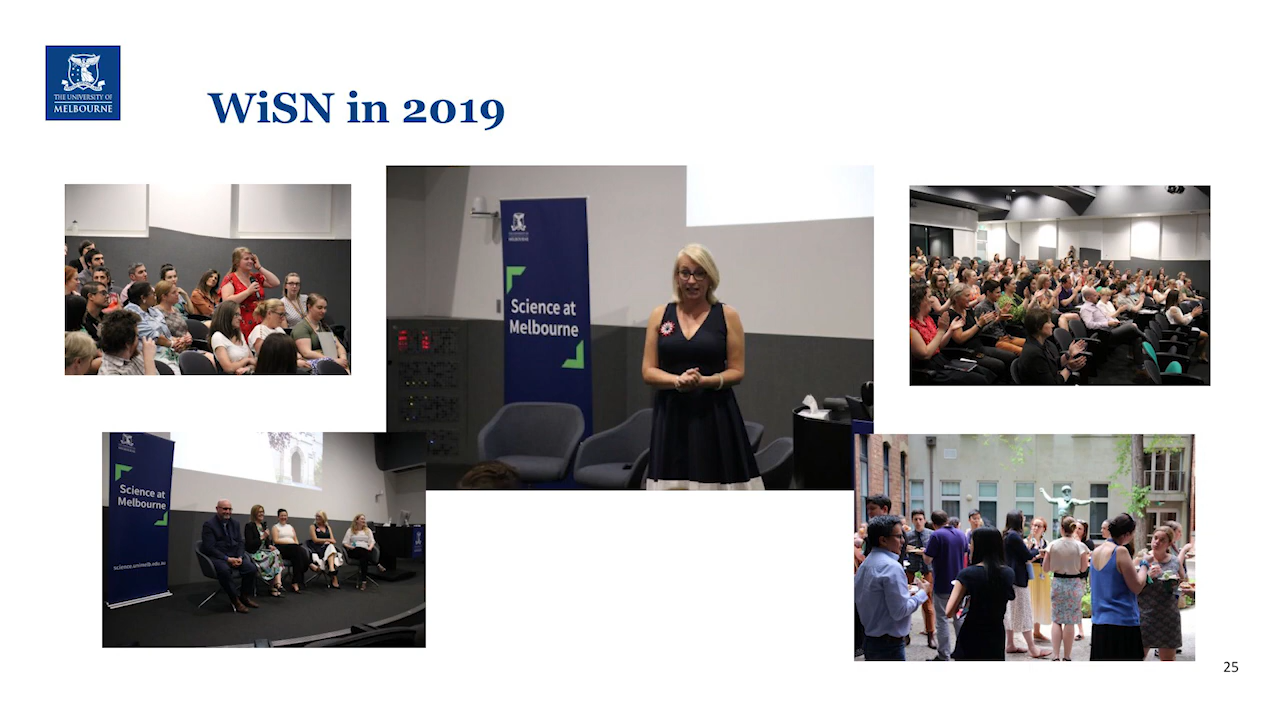 THE UNIVERSITY OF
MELBOURNE
WiSN in 2019
Science at
Melbourne
Science at
Melbourne
science.unimelb.edu.au
25